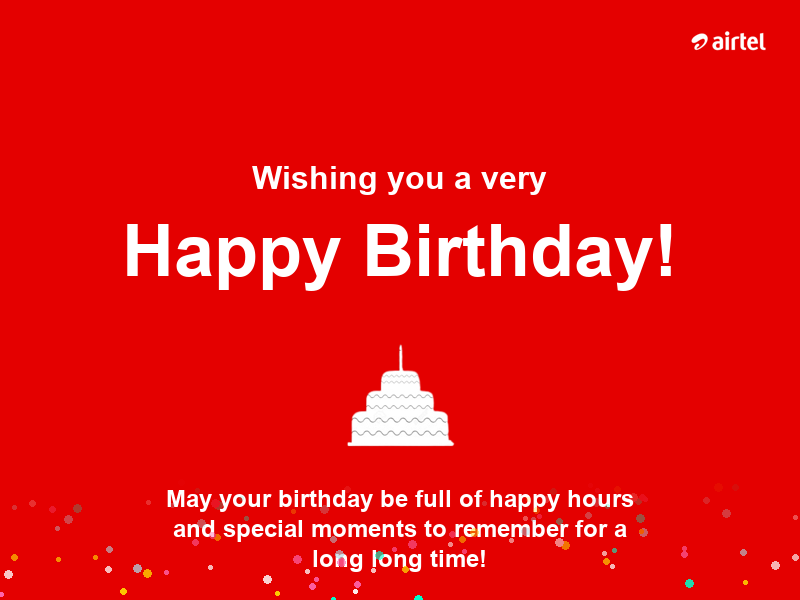 airtel
Wishing you a very
Happy Birthday!
May your birthday be full of happy hours
and special moments to remember for a
long long time!